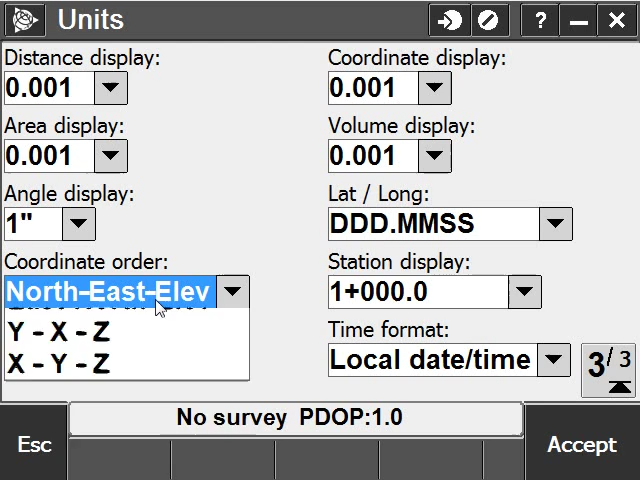 Units
?
Distance display:
Coordinate display:
0.001
0.001
Area display:
Volume display:
0.001
0.001
Angle display:
Lat / Long:
1"
DDD.MMSS
Coordinate order:
Station display:
North-East-Elev
1+000.0
Y - X - Z
Time format:
X - Y - Z
Local date/time
3/3
No survey PDOP:1.0
Esc
Accept